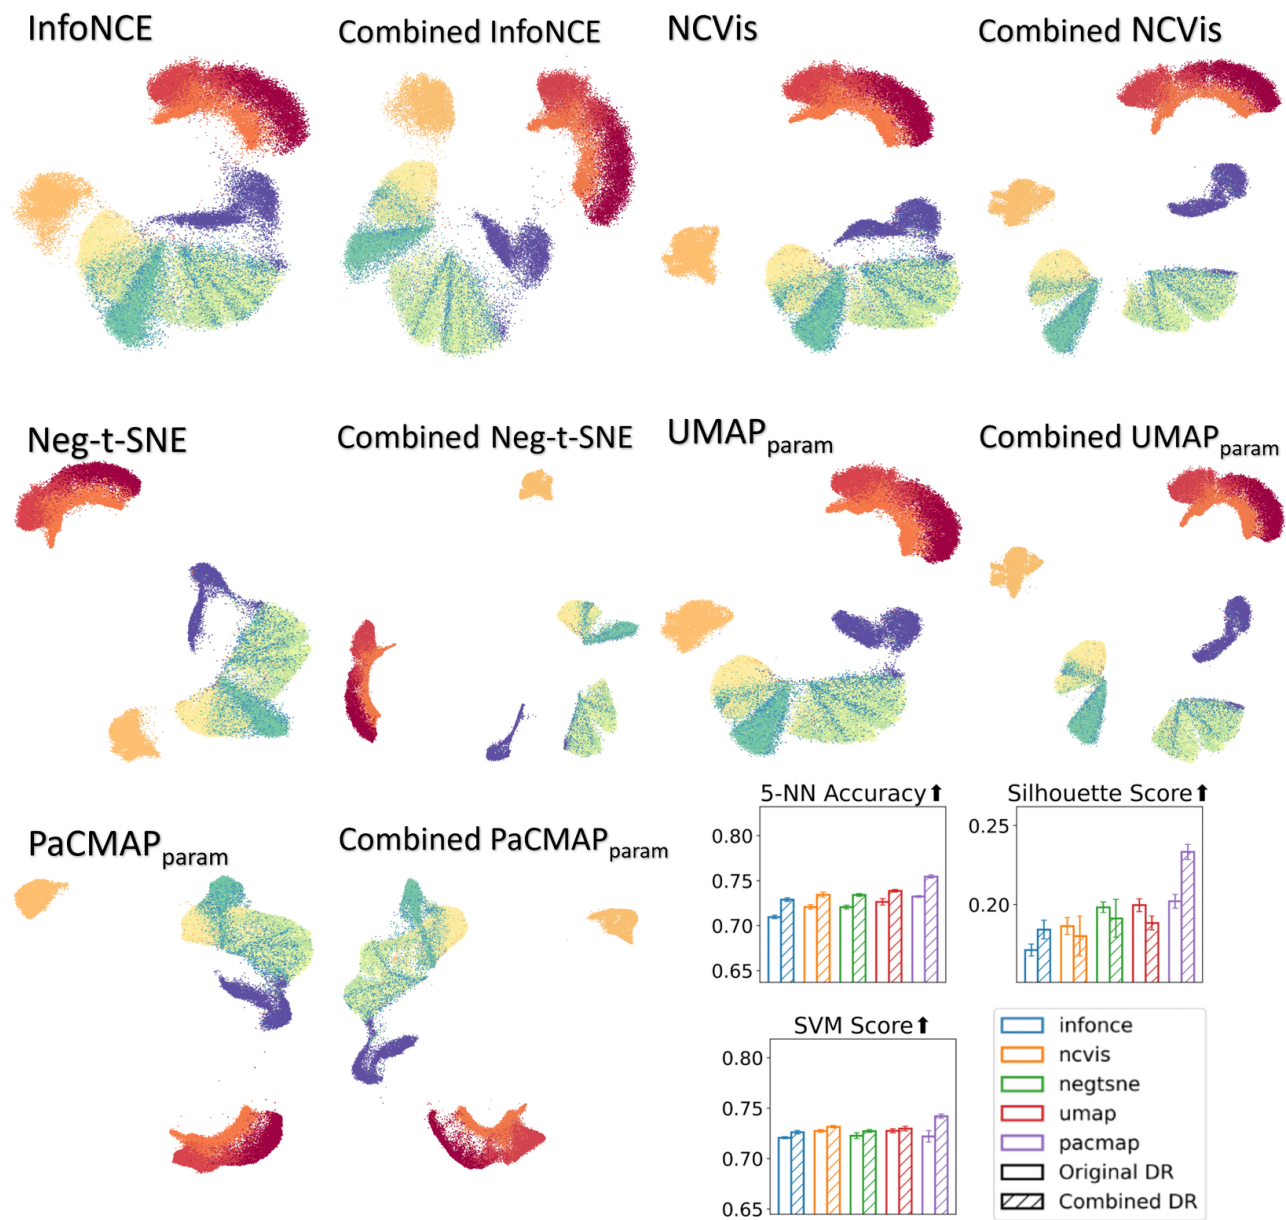 InfoNCE
Combined InfoNCE
NCVis
Combined NCVis
Neg-t-SNE
Combined Neg-t-SNE
UMAPparam
Combined UMAPparam
PaCMAPparam
Combined PaCMAPparam
5-NN Accuracy⬆
0.80
0.75
0.70
0.65
Silhouette Score⬆
0.25
0.20
SVM Score⬆
0.80
0.75
0.70
0.65
infonce
ncvis
negtsne
umap
pacmap
Original DR
Combined DR